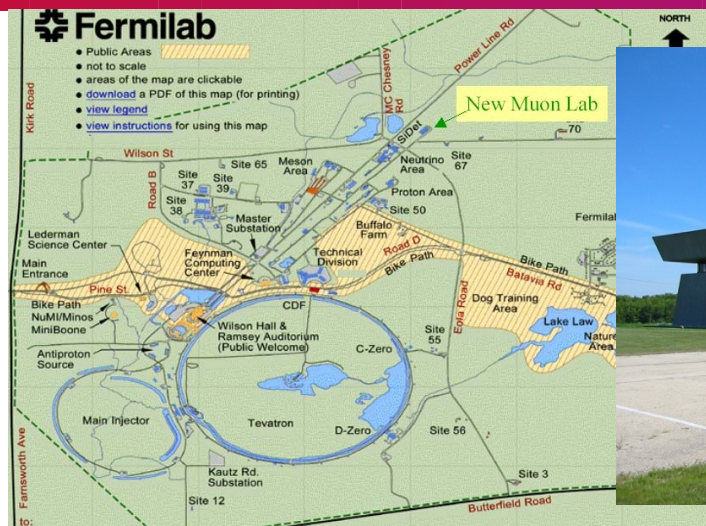 Fermilab
• Public Areas
• not to scale
• areas of the map are clickable
• download a PDF of this map (for printing)
• view legend
• view instructions for using this map
NORTH
Power Line Rd
MC Chesney
Rd
New Muon Lab
SiDet
Kirk Road
Wilson St
Site 65
Meson
Area
Neutrino
Area
Site
67
Site
70
Road B
Site
37
Site
39
Site
38
Proton Area
Site 50
Master
Substation
Buffalo
Farm
Lederman
Science Center
Feynman
Computing
Center
Technical
Division
Road D
Bike Path
Fermilab
Main
Entrance
Pine St.
Bike Path
Batavia Rd
CDF
Dog Training
Area
Bike Path
NuMI/Minos
MiniBoone
Wilson Hall &
Ramsey Auditorium
(Public Welcome)
Eola Road
Lake Law
Nature
Area
Antiproton
Source
C-Zero
Site
55
Main Injector
Tevatron
D-Zero
Site 56
Kautz Rd.
Substation
Site 3
Site 12
Farnsworth Ave
to:
Butterfield Road